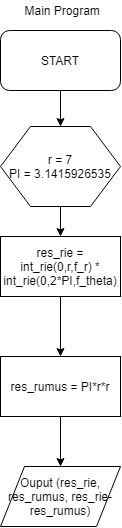 Main Program
START
r = 7
PI = 3.1415926535
res_rie =
int_rie(0,r,f_r) *
int_rie(0,2*PI,f_theta)
res_rumus = PI*r*r
Ouput (res_rie,
res_rumus, res_rie-
res_rumus)